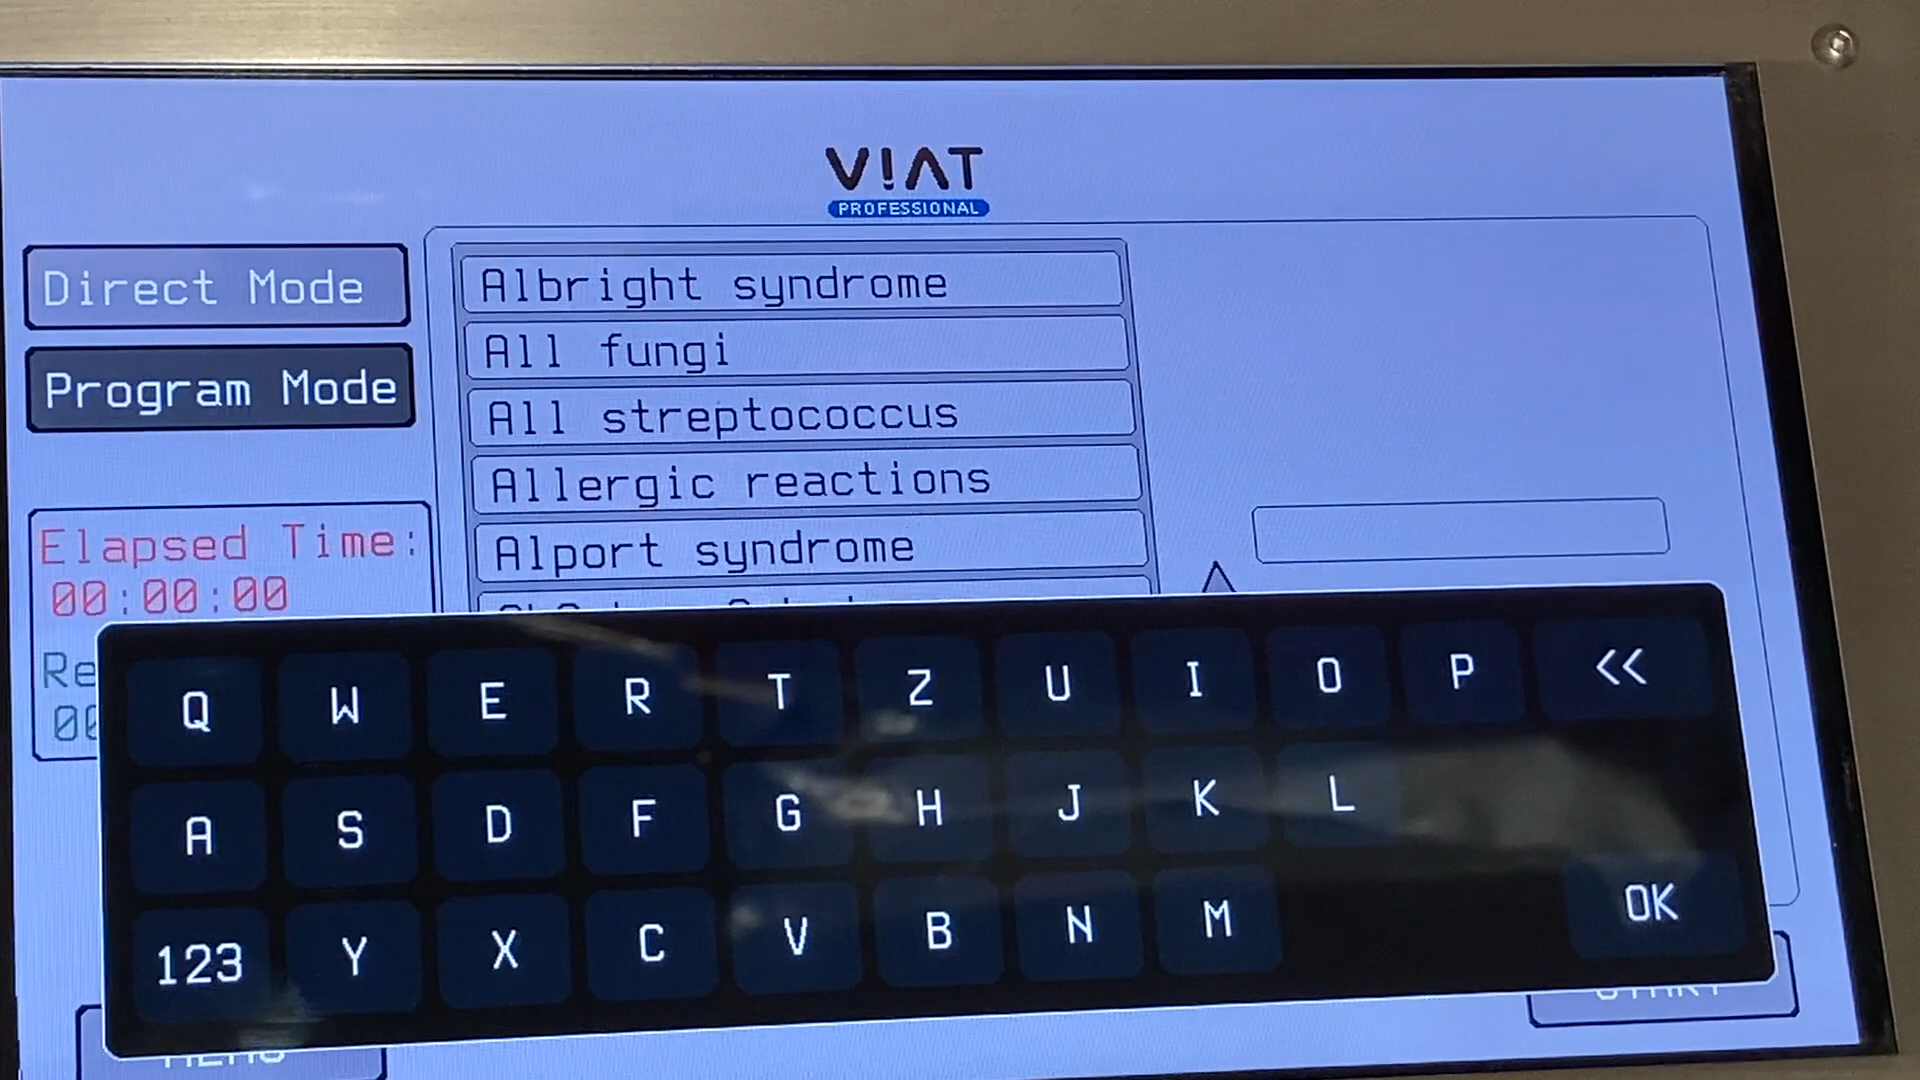 V!AT
PROFESSIONAL
Direct Mode
Program Mode
Albright syndrome
All fungi
All streptococcus
Allergic reactions
Alport syndrome
Elapsed Time:
00:00:00
Q W E R T Z U I O P <<
A S D F G H J K L
123 Y X C V B N M OK